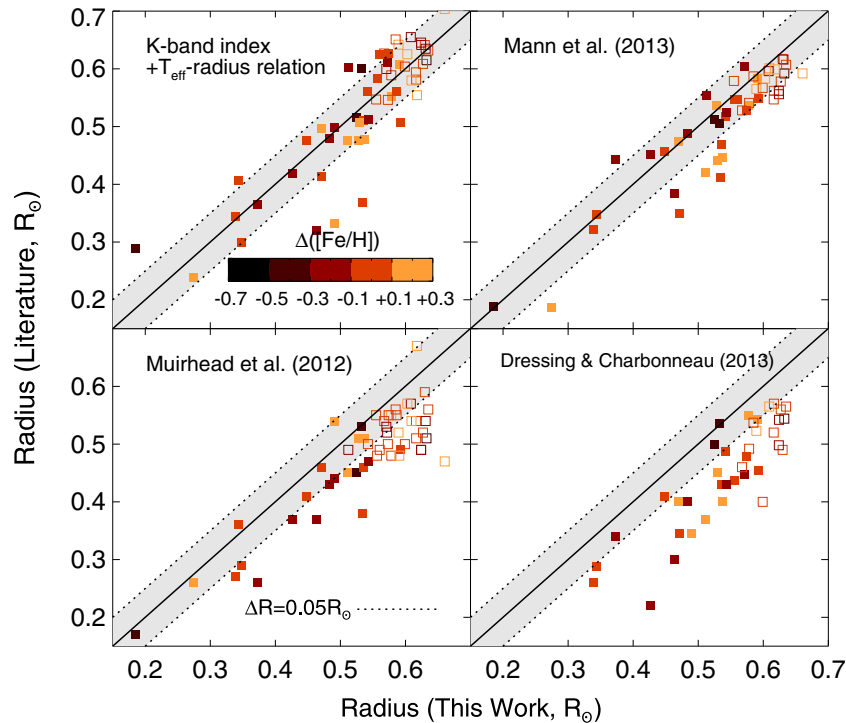 K-band index
+Teff-radius relation
Mann et al. (2013)
0.7
0.6
0.5
0.4
0.3
0.2
Δ([Fe/H])
-0.7 -0.5 -0.3 -0.1 +0.1 +0.3
Muirhead et al. (2012)
Dressing & Charbonneau (2013)
0.6
0.5
0.4
0.3
0.2
ΔR=0.05R☉
0.2 0.3 0.4 0.5 0.6
0.2 0.3 0.4 0.5 0.6 0.7
Radius (Literature, R☉)
Radius (This Work, R☉)